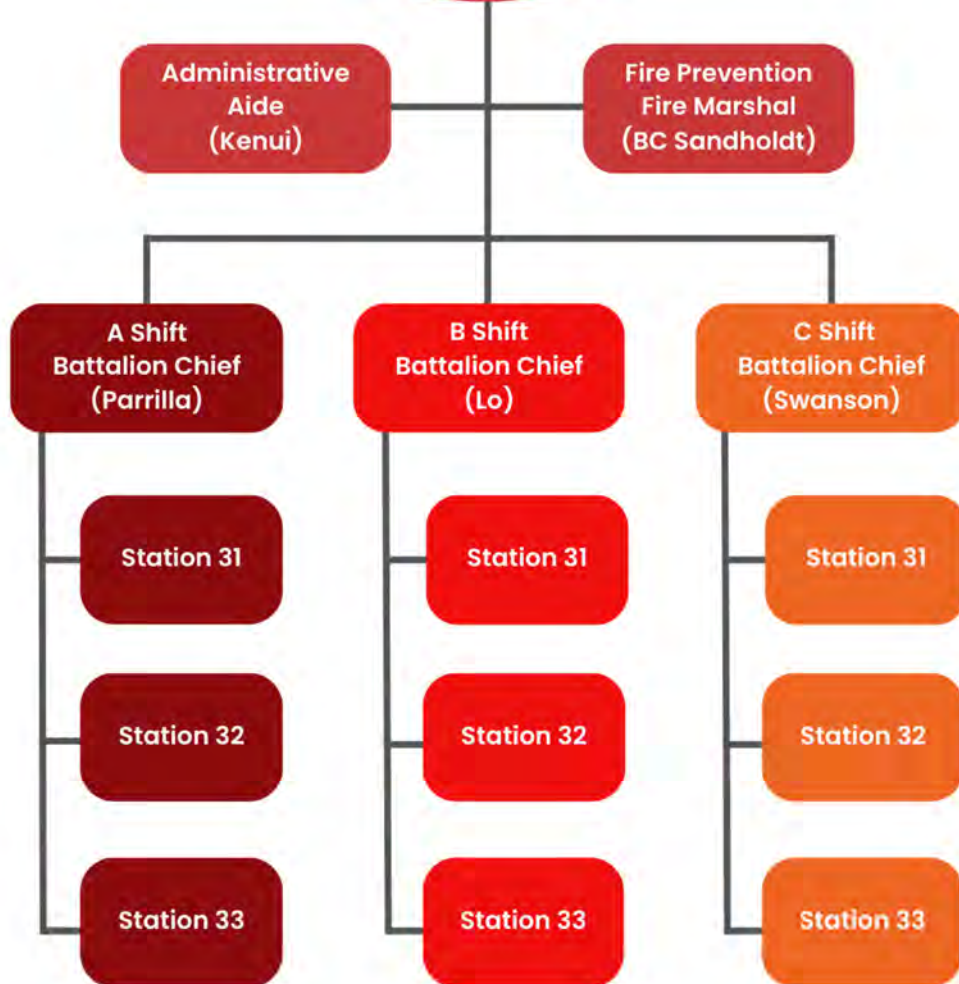 Administrative
Aide
(Kenui)
Fire Prevention
Fire Marshal
(BC Sandholdt)
A Shift
Battalion Chief
(Parrilla)
B Shift
Battalion Chief
(Lo)
C Shift
Battalion Chief
(Swanson)
Station 31
Station 31
Station 31
Station 32
Station 32
Station 32
Station 33
Station 33
Station 33